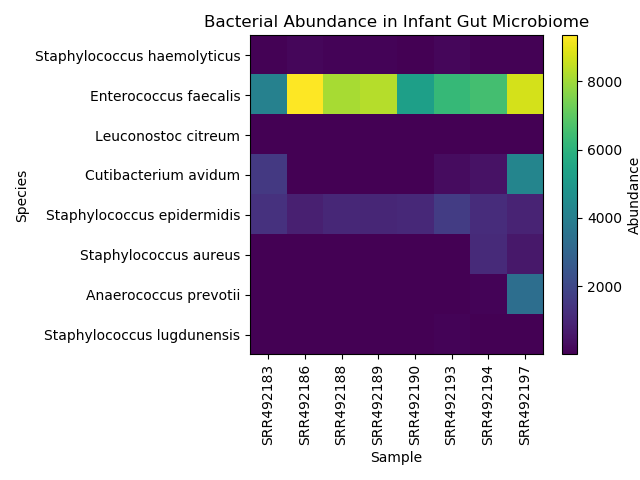 Bacterial Abundance in Infant Gut Microbiome
Species
Staphylococcus haemolyticus
Enterococcus faecalis
Leuconostoc citreum
Cutibacterium avidum
Staphylococcus epidermidis
Staphylococcus aureus
Anaerococcus prevotii
Staphylococcus lugdunensis
SRR492183
SRR492186
SRR492188
SRR492189
SRR492190
SRR492193
SRR492194
SRR492197
Sample
8000
6000
4000
2000
Abundance